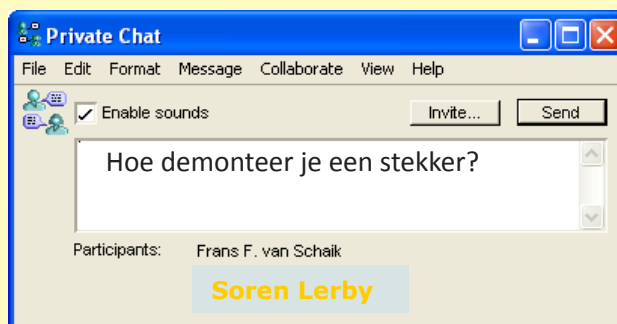 Private Chat
File Edit Format Message Collaborate View Help
Enable sounds Invite... Send
Hoe demonteer je een stekker?
Participants: Frans F. van Schaik
Soren Lerby